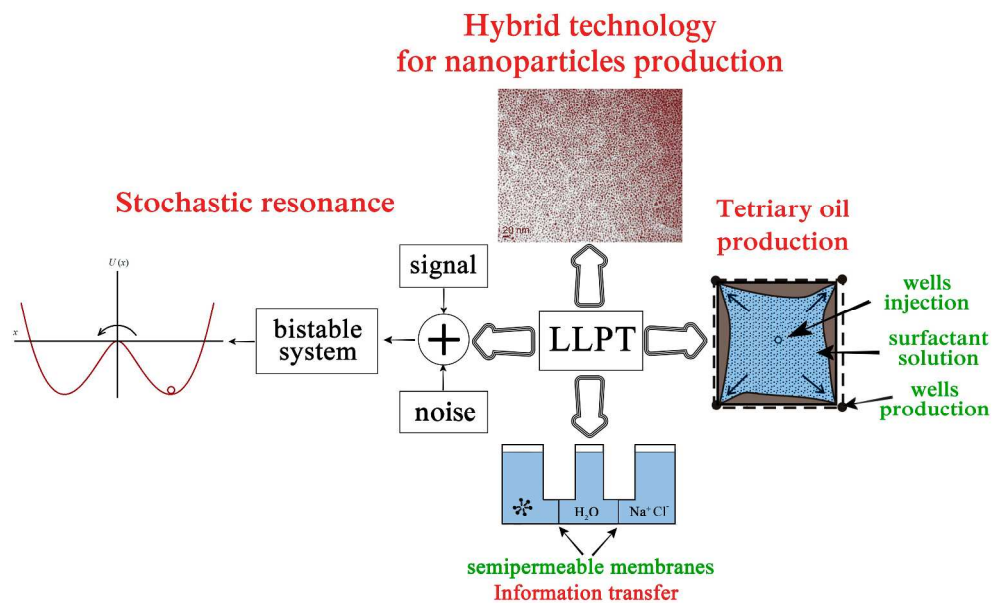 Hybrid technology
for nanoparticles production
20 nm
Stochastic resonance
U(x)
x
signal
bistable
system
noise
LLPT
Tetriary oil
production
wells
injection
surfactant
solution
wells
production
H₂O
Na⁺Cl⁻
semipermeable membranes
Information transfer